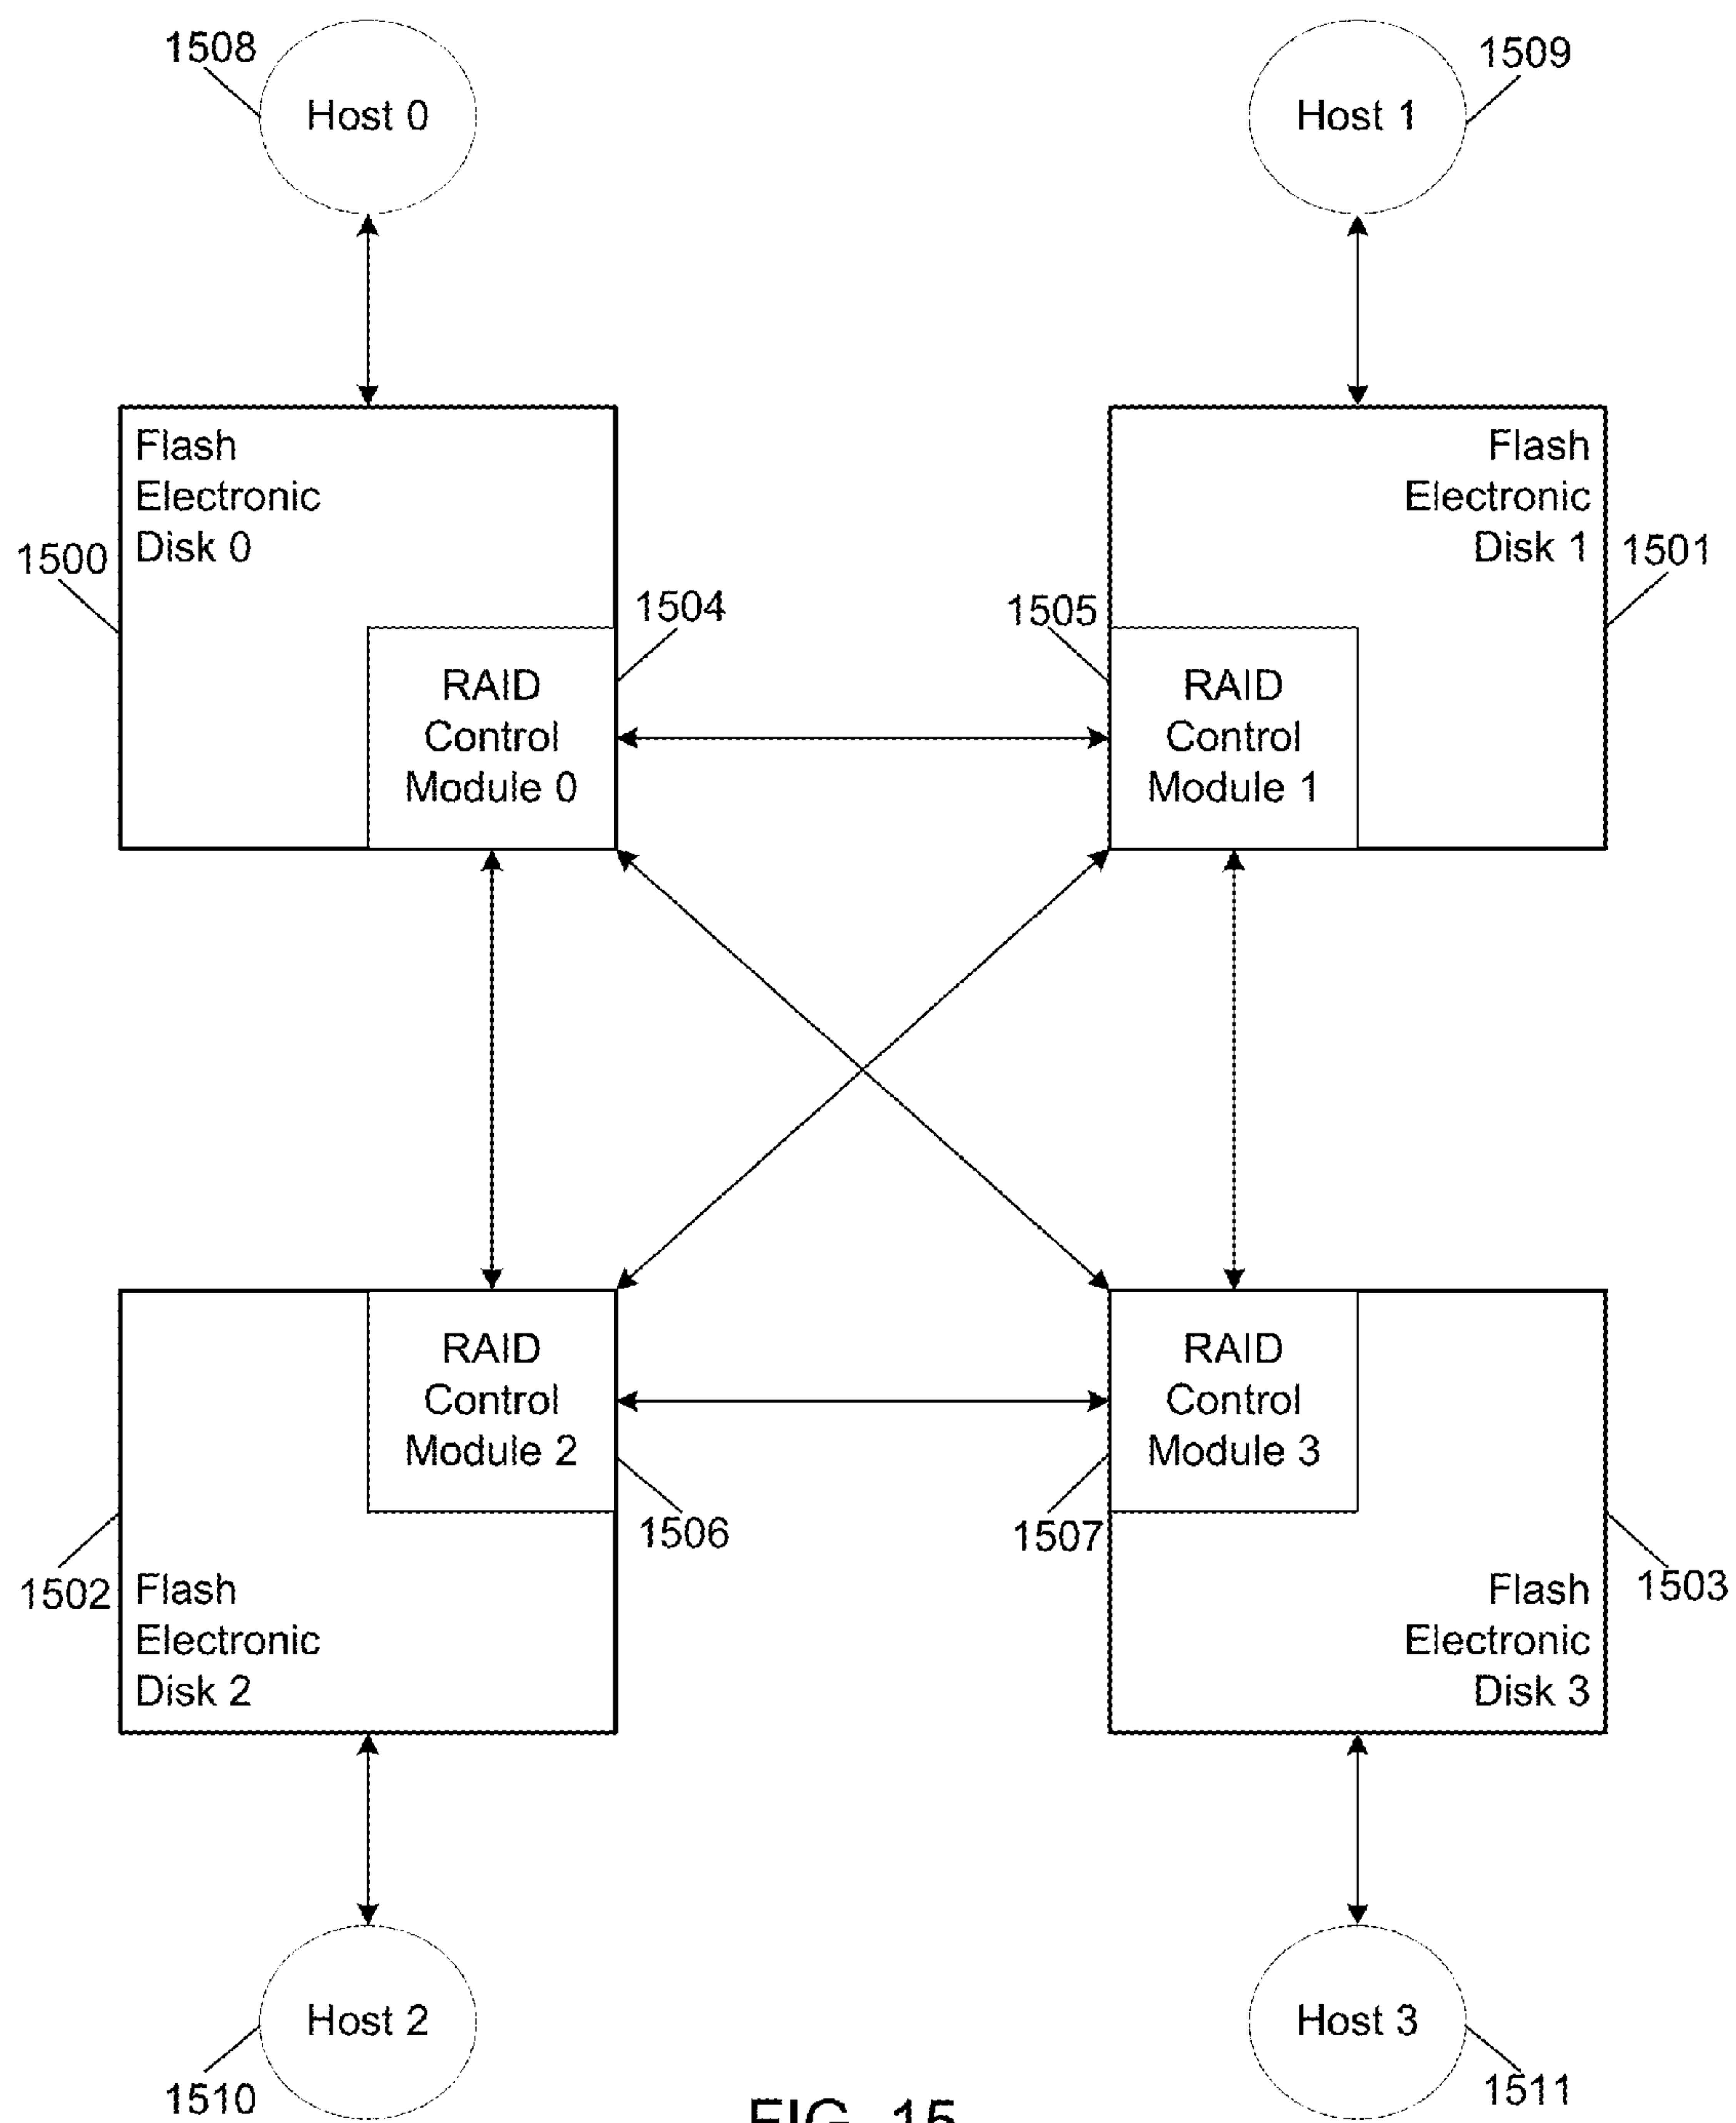 1508
Host 0
1509
Host 1
Flash
Electronic
Disk 0
1500
Flash
Electronic
Disk 1
1501
1504
1505
RAID
Control
Module 0
RAID
Control
Module 1
RAID
Control
Module 2
RAID
Control
Module 3
1506
1507
1502
Flash
Electronic
Disk 2
Flash
Electronic
Disk 3
1503
Host 2
1510
Host 3
1511
FIG. 15